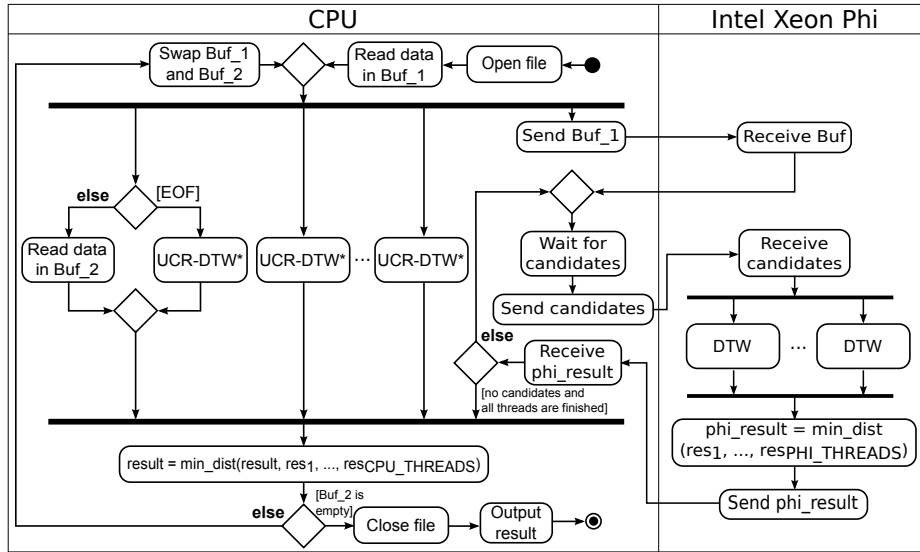 CPU
Intel Xeon Phi
Swap Buf_1
and Buf_2
Read data
in Buf_1
Open file
Send Buf_1
Receive Buf
else
[EOF]
Read data
in Buf_2
UCR-DTW*
UCR-DTW*
...
UCR-DTW*
Wait for
candidates
Send candidates
Receive
candidates
DTW
...
DTW
else
Receive
phi_result
[no candidates and
all threads are finished]
phi_result = min_dist
(res1, ..., resPHI_THREADS)
Send phi_result
result = min_dist(result, res1, ..., resCPU_THREADS)
else
[Buf_2 is
empty]
Close file
Output
result